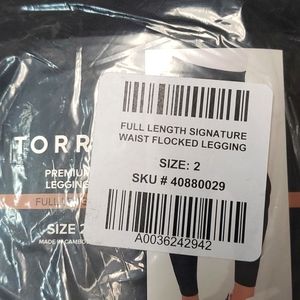 FULL LENGTH SIGNATURE
WAIST FLOCKED LEGGING
SIZE: 2
SKU # 40880029
A0036242942
TORR
PREMIUM
LEGGING
FULL
SIZE 2
MADE IN CAMBO